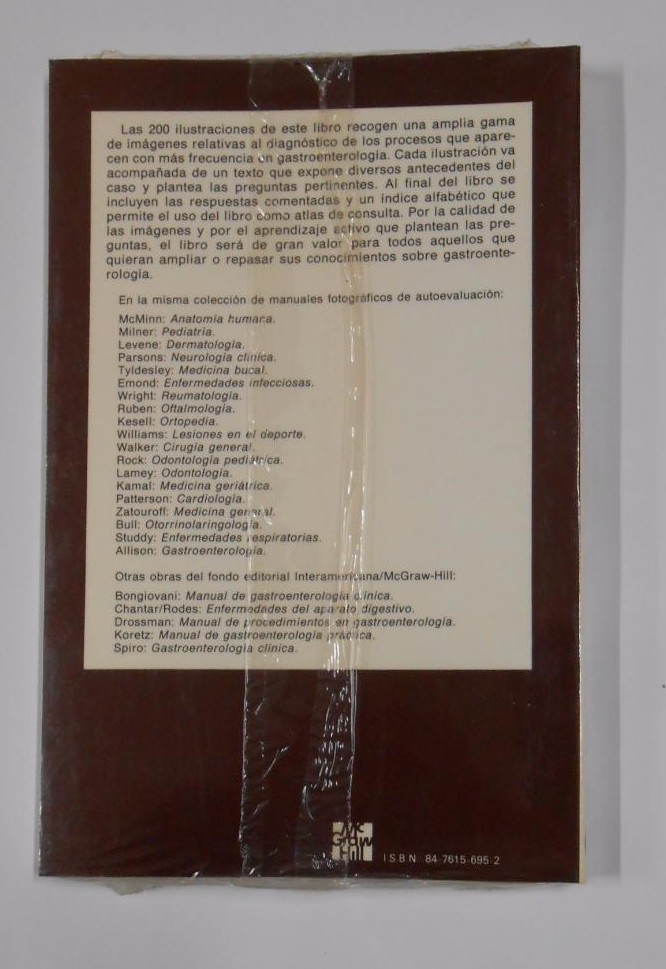 Las 200 ilustraciones de este libro recogen una amplia gama
de imágenes relativas al diagnóstico de los procesos que apare-
cen con más frecuencia en gastroenterología. Cada ilustración va
acompañada de un texto que expone diversos antecedentes del
caso y plantea las preguntas pertinentes. Al final del libro se
incluyen las respuestas comentadas y un índice alfabético que
permite el uso del libro como atlas de consulta. Por la calidad de
las imágenes y por el aprendizaje activo que plantean las pre-
guntas, el libro será de gran valor para todos aquellos que
quieran ampliar o repasar sus conocimientos sobre gastroente-
rología.
En la misma colección de manuales fotográficos de autoevaluación:
McMinn: Anatomía humana.
Milner: Pediatría.
Levene: Dermatología.
Parsons: Neurología clínica.
Tyldesley: Medicina bucal.
Emond: Enfermedades infecciosas.
Wright: Reumatología.
Ruben: Oftalmología.
Kesell: Ortopedia.
Williams: Lesiones en el deporte.
Walker: Cirugía general.
Rock: Odontología pediátrica.
Lamey: Odontología.
Kamal: Medicina geriátrica.
Patterson: Cardiología.
Zatouroff: Medicina general.
Bull: Otorrinolaringología.
Studdy: Enfermedades respiratorias.
Allison: Gastroenterología.
Otras obras del fondo editorial Interamericana/McGraw-Hill:
Bongiovani: Manual de gastroenterología clínica.
Chantar/Rodes: Enfermedades del aparato digestivo.
Drossman: Manual de procedimientos en gastroenterología.
Koretz: Manual de gastroenterología práctica.
Spiro: Gastroenterología clínica.
Mc
Graw
Hill
ISBN 84-7615-695-2